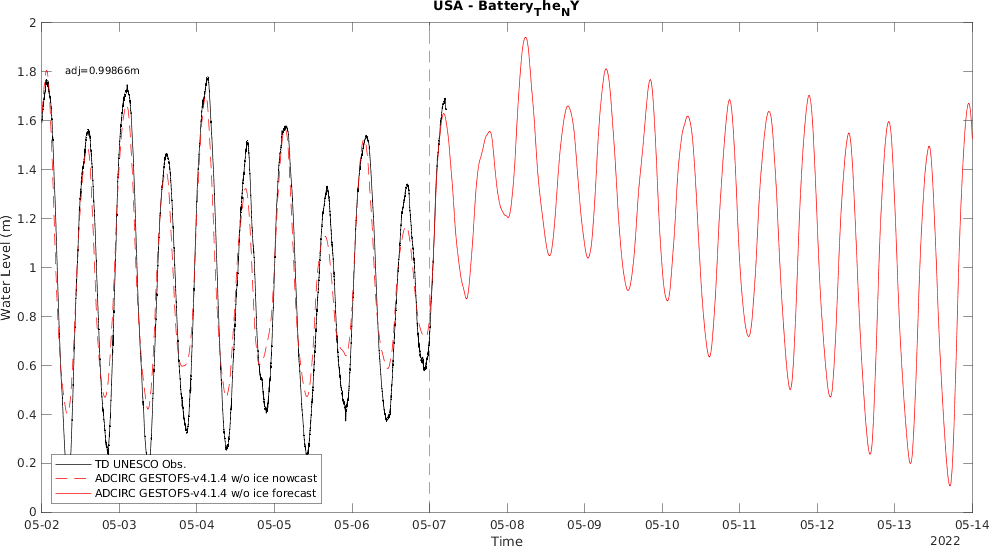 USA - Battery_The_NY
2
1.8
adj=0.99866m
1.6
1.4
1.2
1
0.8
0.6
0.4
0.2
0
Water Level (m)
TD UNESCO Obs.
ADCIRC GESTOFS-v4.1.4 w/o ice nowcast
ADCIRC GESTOFS-v4.1.4 w/o ice forecast
05-02 05-03 05-04 05-05 05-06 05-07 05-08 05-09 05-10 05-11 05-12 05-13 05-14
Time
2022